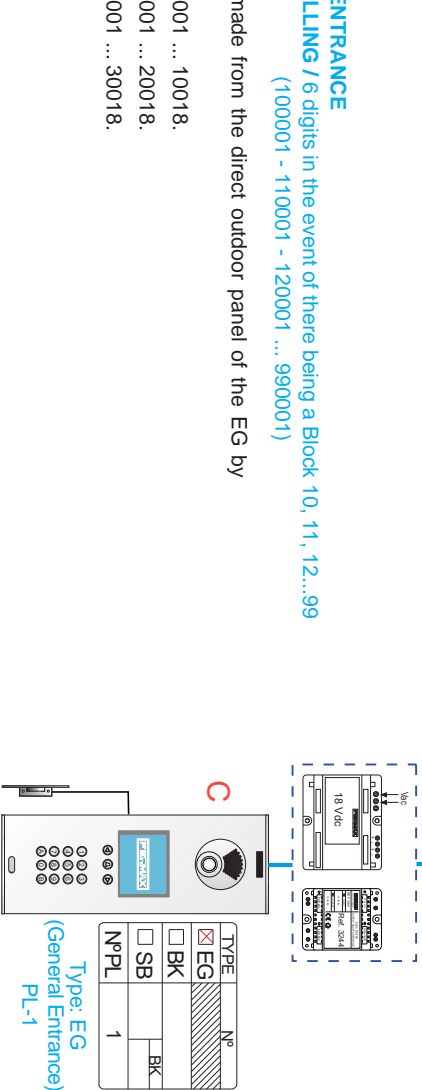 ENTRANCE
LLING / 6 digits in the event of there being a Block 10, 11, 12...99
(100001 - 110001 - 120001 ... 990001)
made from the direct outdoor panel of the EG by
001 ... 10018.
001 ... 20018.
001 ... 30018.
Vac
FERMAX
18 Vdc
Ref. 3244
C
FERMAX
TYPE Nº
EG
BK
SB BK
NºPL 1
Type: EG
(General Entrance)
PL-1